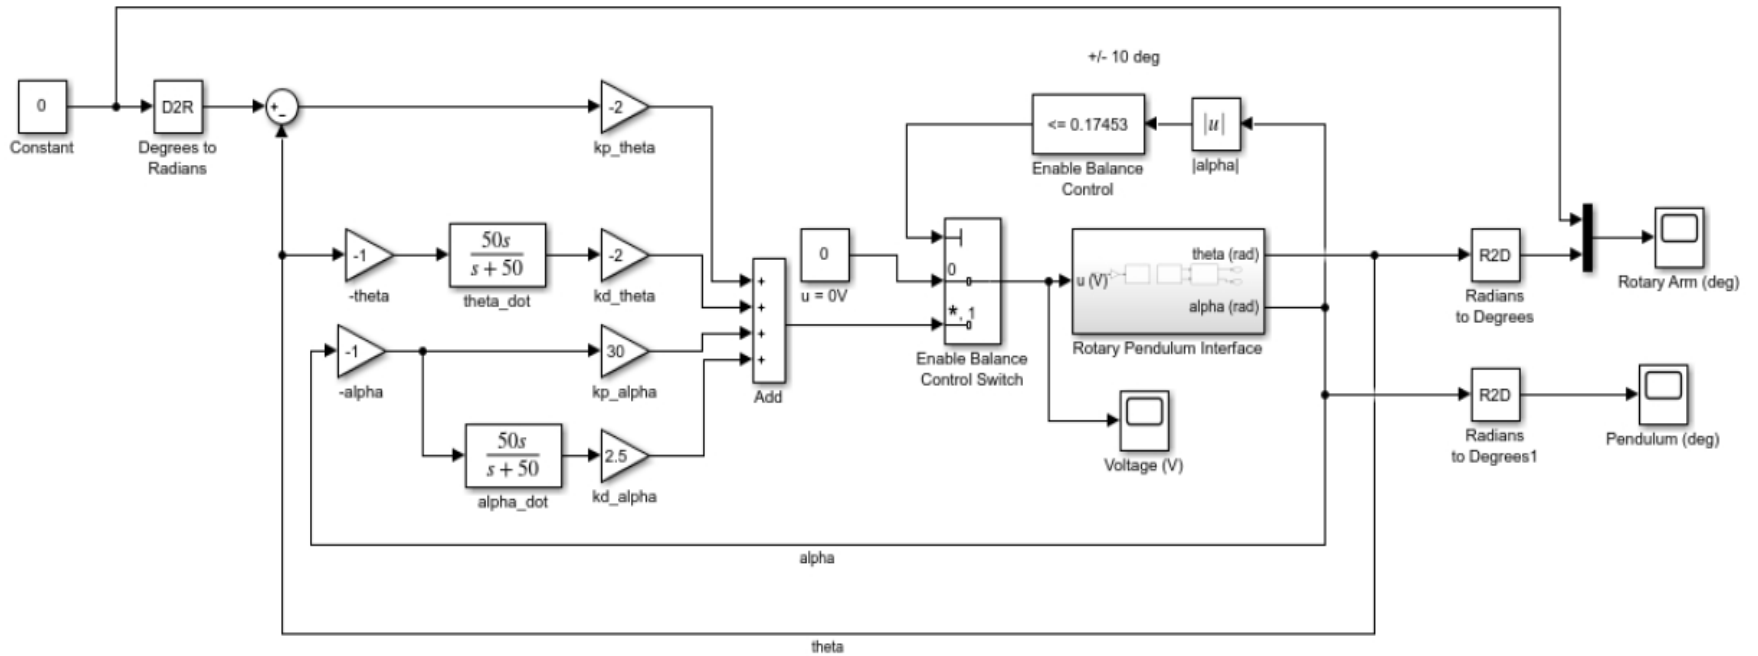 +/- 10 deg
0
Constant
D2R
Degrees to
Radians
+
-
-2
kp_theta
<= 0.17453
Enable Balance
Control
|u|
|alpha|
-1
-theta
50s
s + 50
theta_dot
-2
kd_theta
0
u = 0V
+
+
+
+
Add
0
*, 1
Enable Balance
Control Switch
u (V)
theta (rad)
alpha (rad)
Rotary Pendulum Interface
R2D
Radians
to Degrees
Rotary Arm (deg)
-1
-alpha
30
kp_alpha
50s
s + 50
alpha_dot
2.5
kd_alpha
Voltage (V)
R2D
Radians
to Degrees1
Pendulum (deg)
alpha
theta